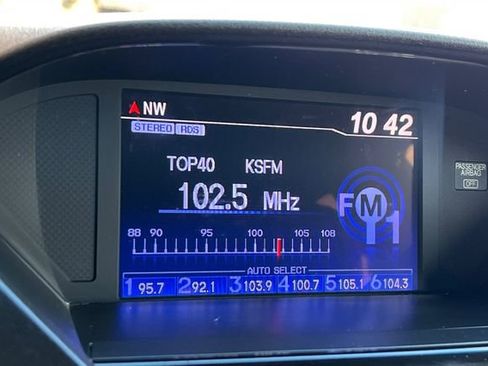 NW
10 42
STEREO RDS
TOP40 KSFM
102.5 MHz
FM1
PASSENGER
AIRBAG
OFF
88 90 95 100 105 108
AUTO SELECT
1 95.7 2 92.1 3 103.9 4 100.7 5 105.1 6 104.3